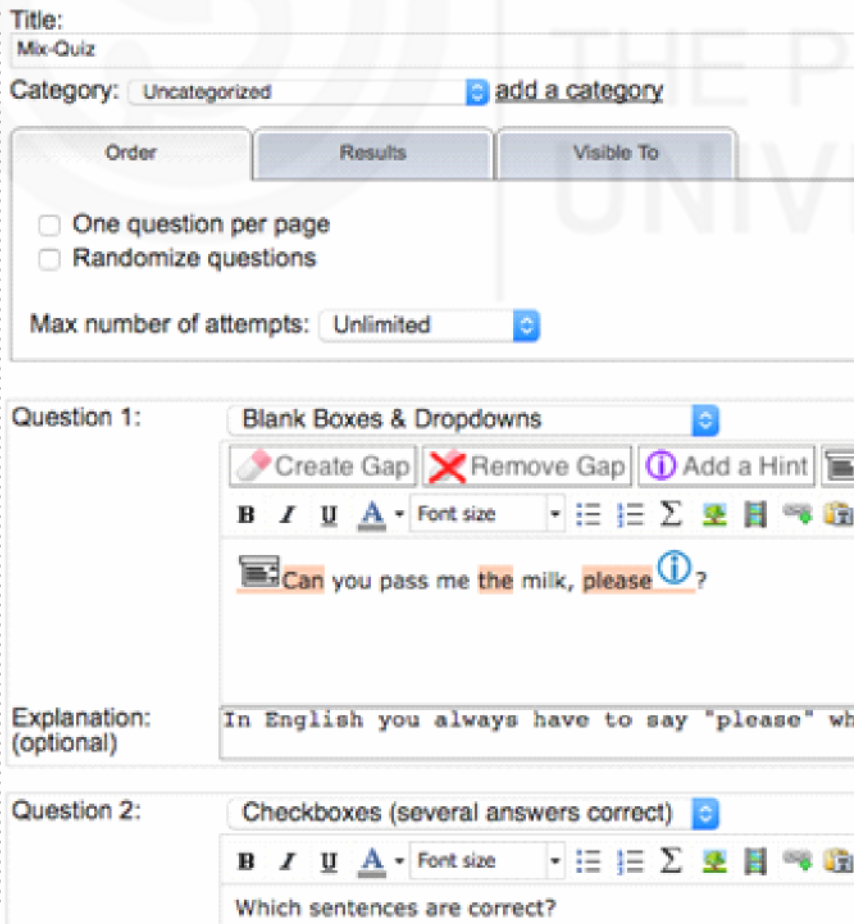 THE P
UNIV
Title:
Mix-Quiz
Category: Uncategorized add a category
Order Results Visible To
One question per page
Randomize questions
Max number of attempts: Unlimited
Question 1: Blank Boxes & Dropdowns
Create Gap Remove Gap Add a Hint
B I U A Font size
Can you pass me the milk, please ?
Explanation: In English you always have to say "please" wh
(optional)
Question 2: Checkboxes (several answers correct)
B I U A Font size
Which sentences are correct?